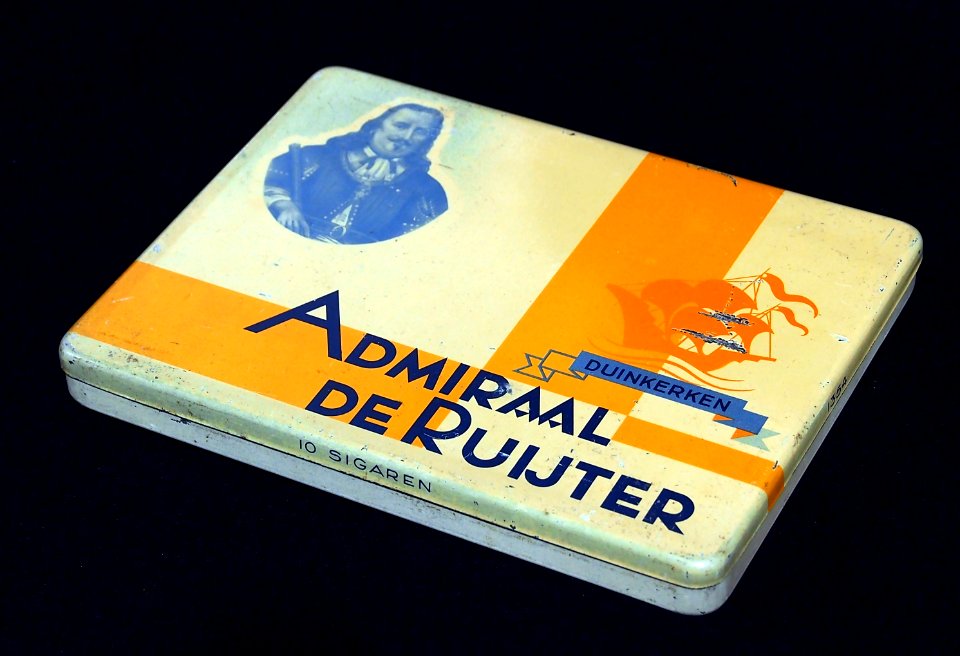 ADMIRAAL
DE RUIJTER
DUINKERKEN
10 SIGAREN